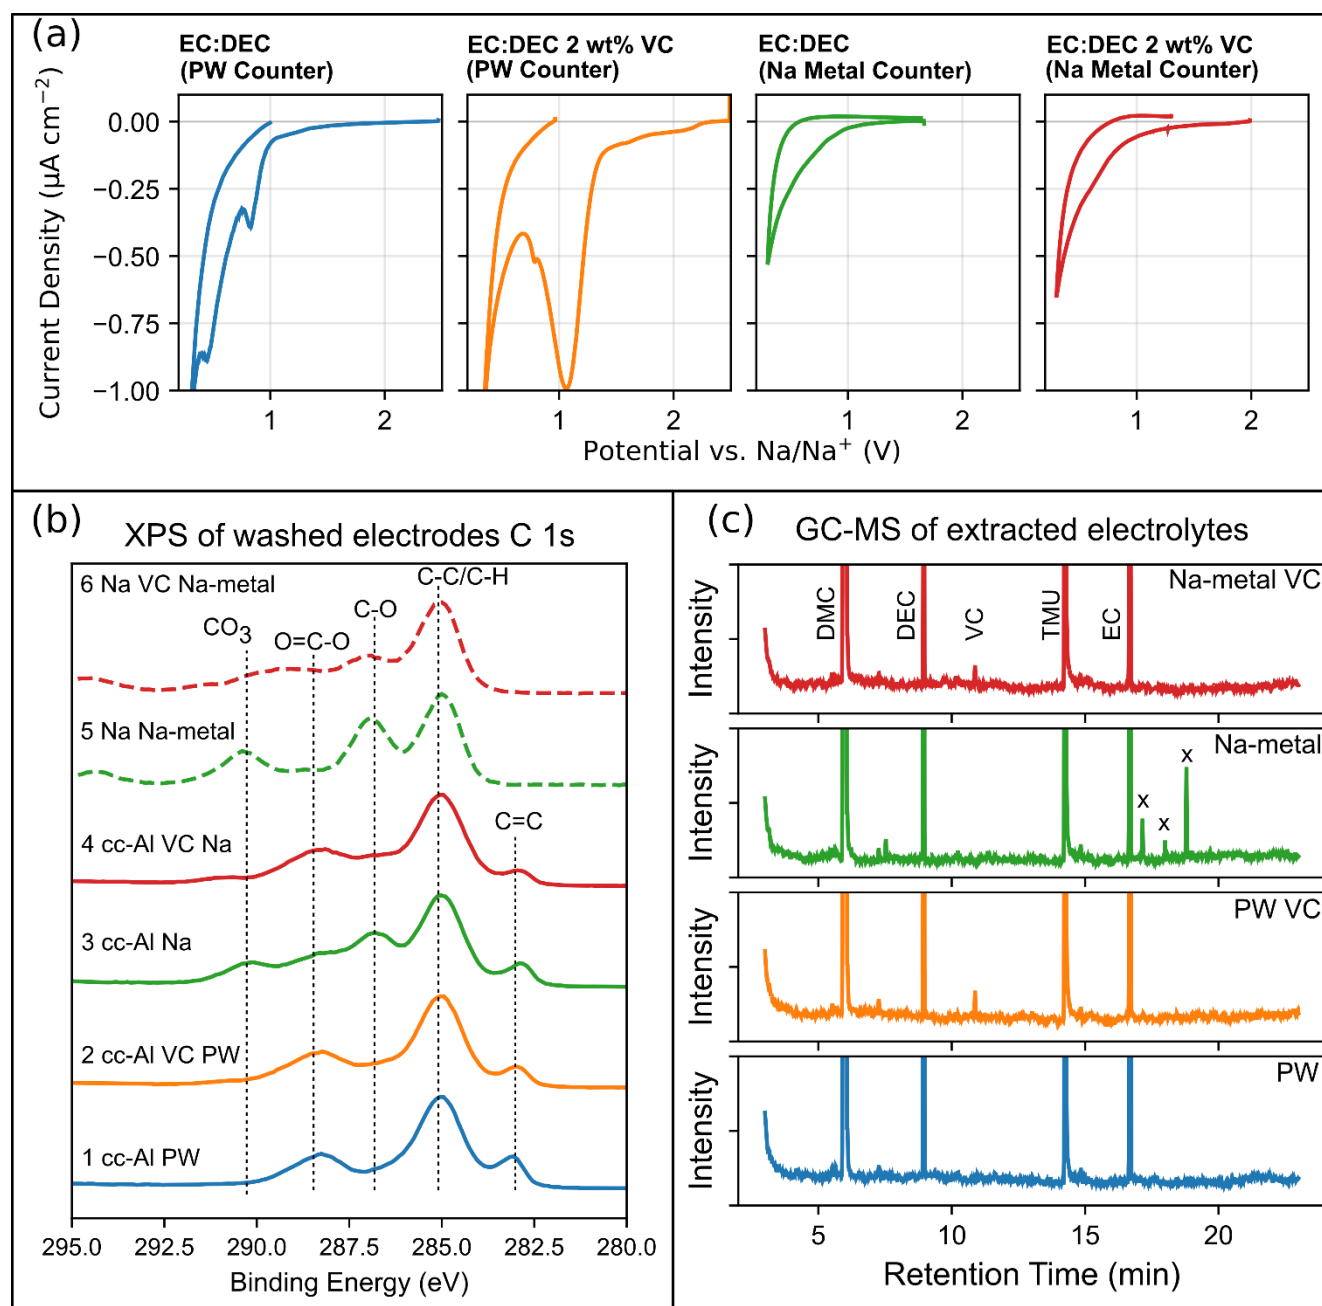 (a)
EC:DEC
(PW Counter)
EC:DEC 2 wt% VC
(PW Counter)
EC:DEC
(Na Metal Counter)
EC:DEC 2 wt% VC
(Na Metal Counter)
Current Density (μA cm⁻²)
0.00
−0.25
−0.50
−0.75
−1.00
1 2
1 2
1 2
1 2
Potential vs. Na/Na⁺ (V)
(b)
XPS of washed electrodes C 1s
6 Na VC Na-metal
C-C/C-H
C-O
CO₃
O=C-O
5 Na Na-metal
C=C
4 cc-Al VC Na
3 cc-Al Na
2 cc-Al VC PW
1 cc-Al PW
295.0 292.5 290.0 287.5 285.0 282.5 280.0
Binding Energy (eV)
(c)
GC-MS of extracted electrolytes
Intensity
Na-metal VC
DMC
DEC
VC
TMU
EC
Intensity
Na-metal
x
x
x
Intensity
PW VC
Intensity
PW
5 10 15 20
Retention Time (min)